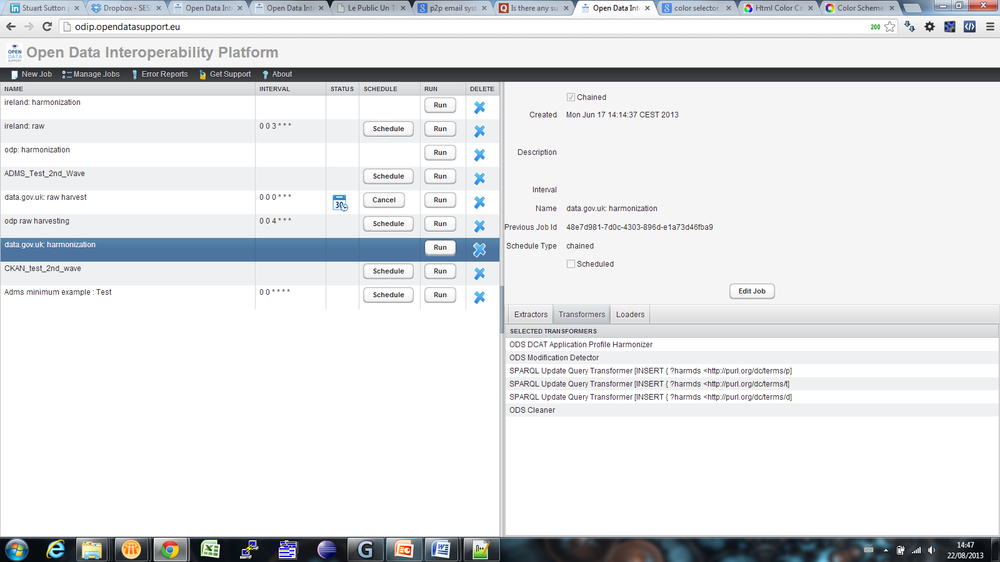 Stuart Sutton
Dropbox - SES
Open Data Int
Open Data Int
Le Public Un T
p2p email syst
Is there any su
Open Data Int
color selector
Html Color Co
Color Scheme
odip.opendatasupport.eu
200
OPEN DATA SUPPORT
Open Data Interoperability Platform
New Job Manage Jobs Error Reports Get Support About
NAME INTERVAL STATUS SCHEDULE RUN DELETE
ireland: harmonization Run
ireland: raw 0 0 3 * * * Schedule Run
odp: harmonization Run
ADMS_Test_2nd_Wave Schedule Run
data.gov.uk: raw harvest 0 0 0 * * * 30 Cancel Run
odp raw harvesting 0 0 4 * * * Schedule Run
data.gov.uk: harmonization Run
CKAN_test_2nd_wave Schedule Run
Adms minimum example : Test 0 0 * * * * Schedule Run
Chained
Created Mon Jun 17 14:14:37 CEST 2013
Description
Interval
Name data.gov.uk: harmonization
Previous Job Id 48e7d981-7d0c-4303-896d-e1a73d46fba9
Schedule Type chained
Scheduled
Edit Job
Extractors Transformers Loaders
SELECTED TRANSFORMERS
ODS DCAT Application Profile Harmonizer
ODS Modification Detector
SPARQL Update Query Transformer [INSERT { ?harmds <http://purl.org/dc/terms/p]
SPARQL Update Query Transformer [INSERT { ?harmds <http://purl.org/dc/terms/t]
SPARQL Update Query Transformer [INSERT { ?harmds <http://purl.org/dc/terms/d]
ODS Cleaner
14:47
22/08/2013